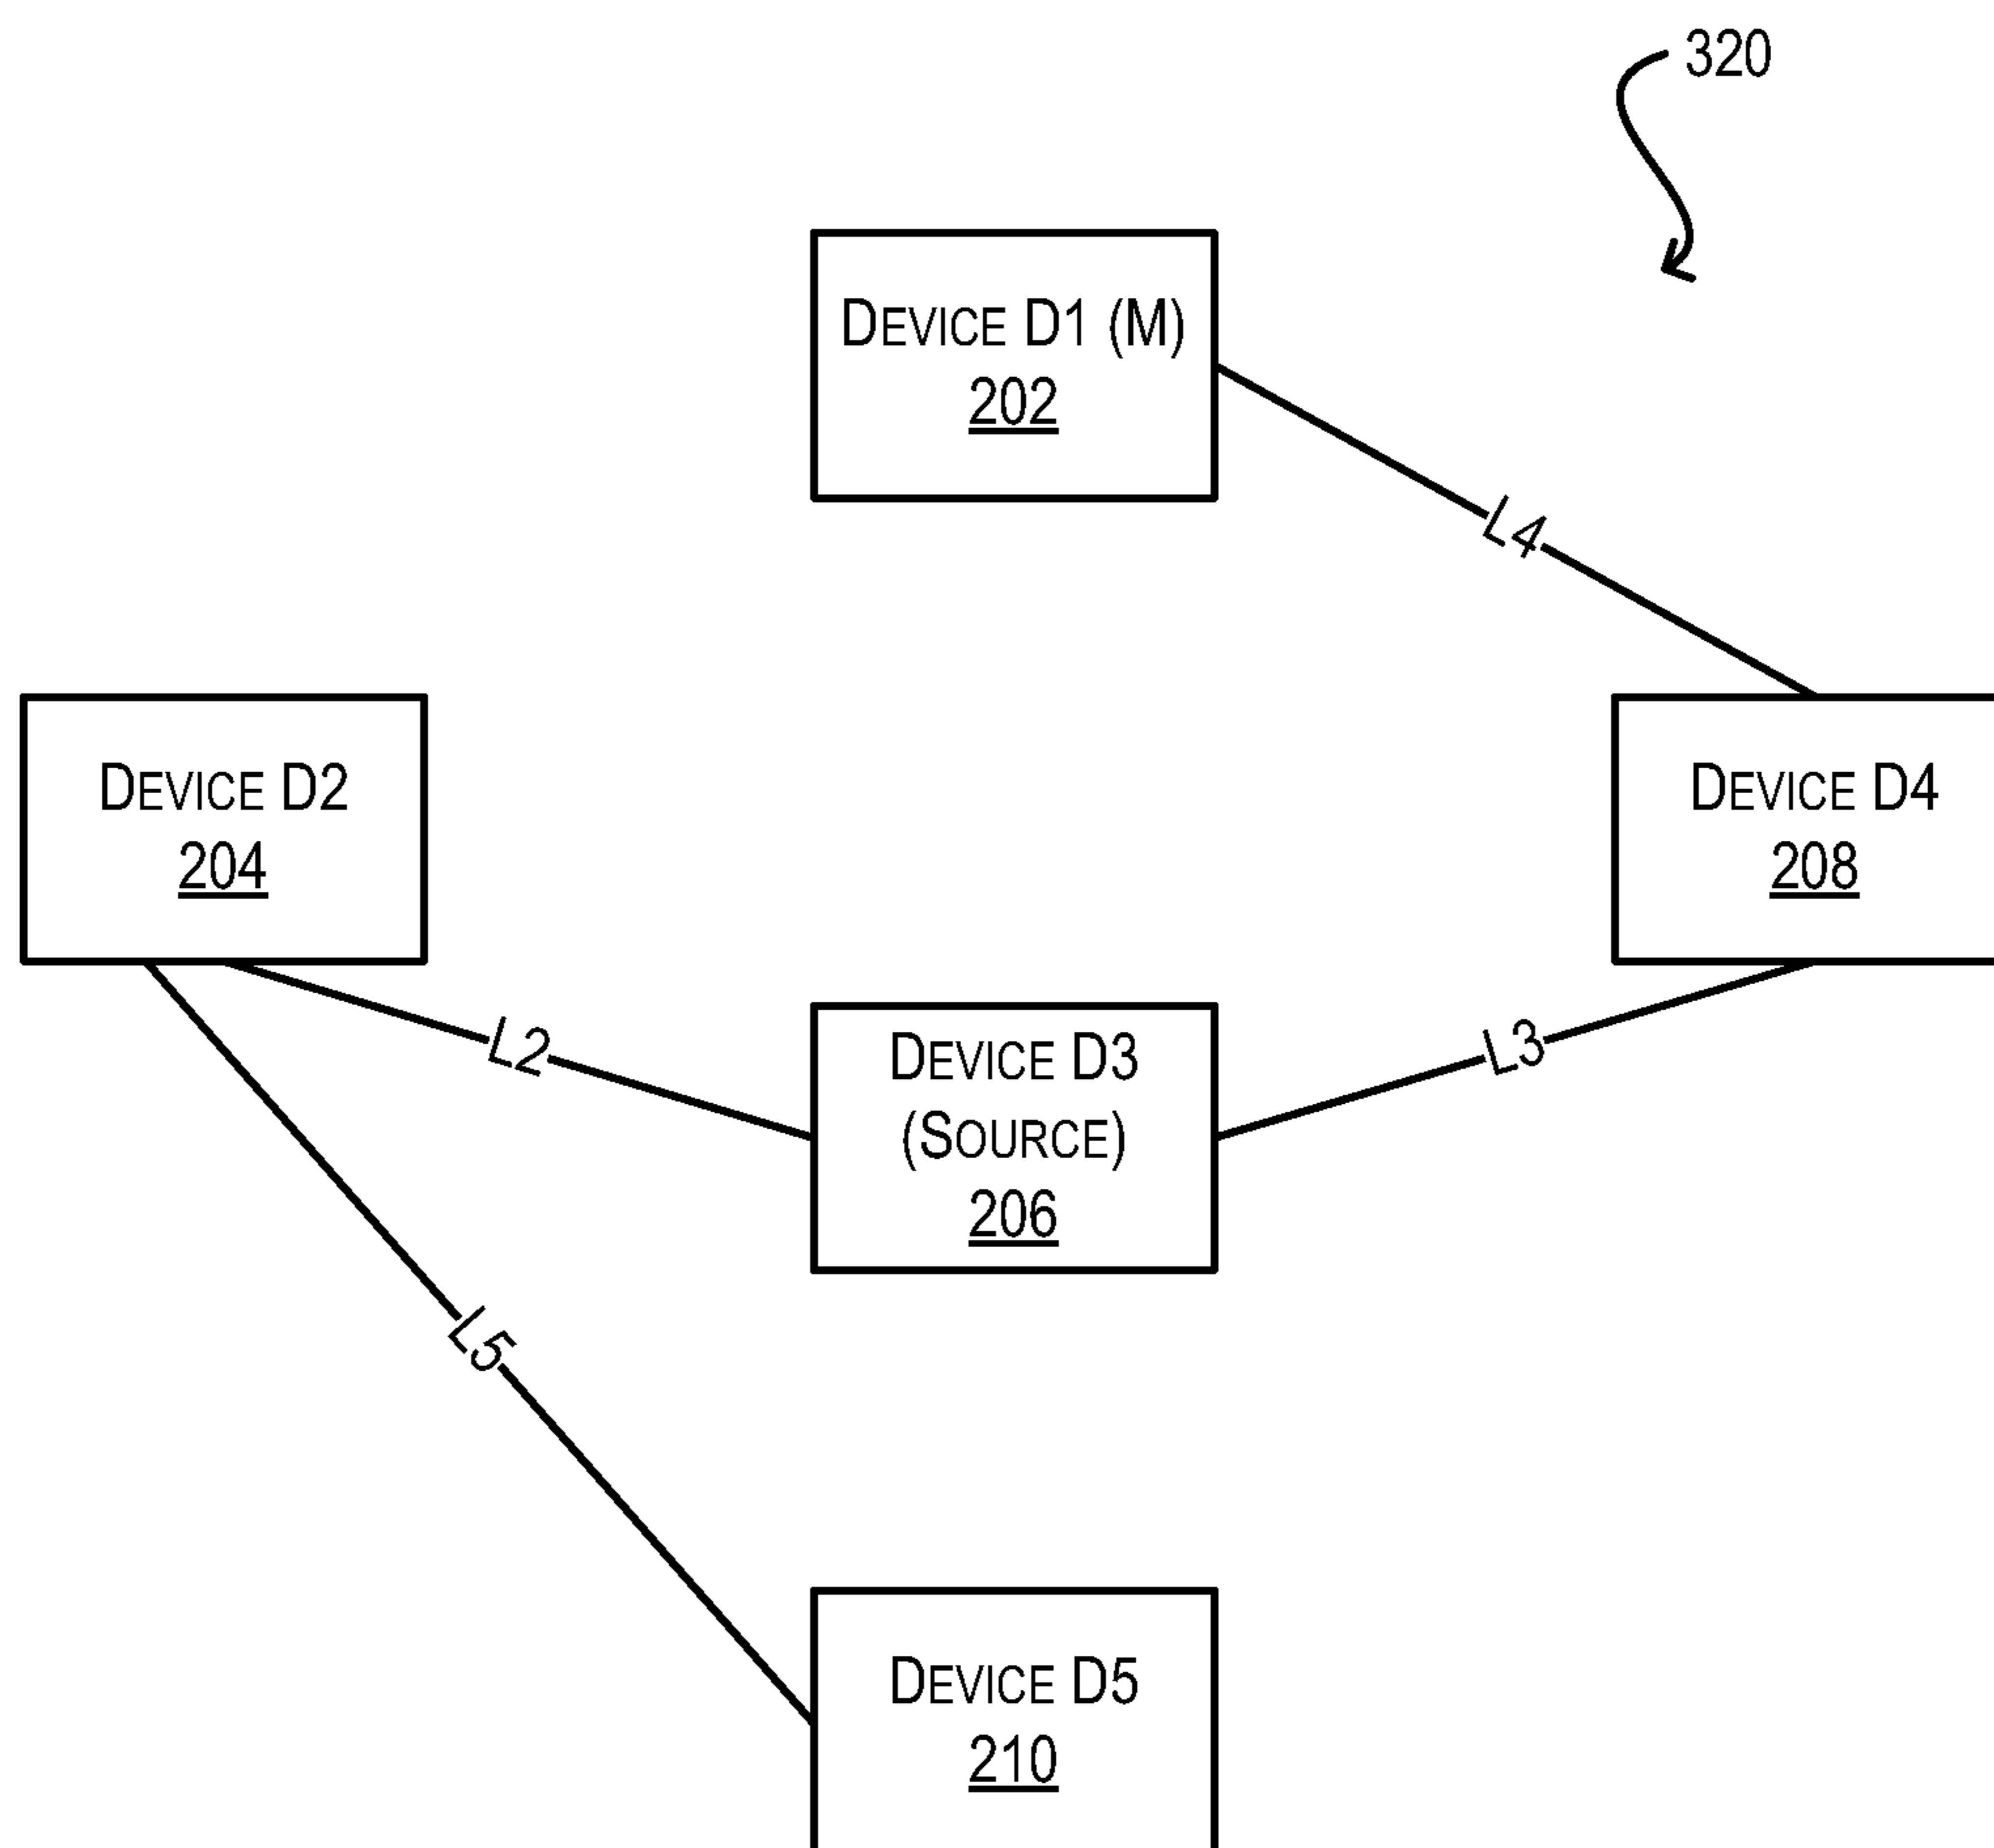 320
DEVICE D1 (M)
202
L4
DEVICE D2
204
DEVICE D4
208
L2
L3
DEVICE D3
(SOURCE)
206
L5
DEVICE D5
210